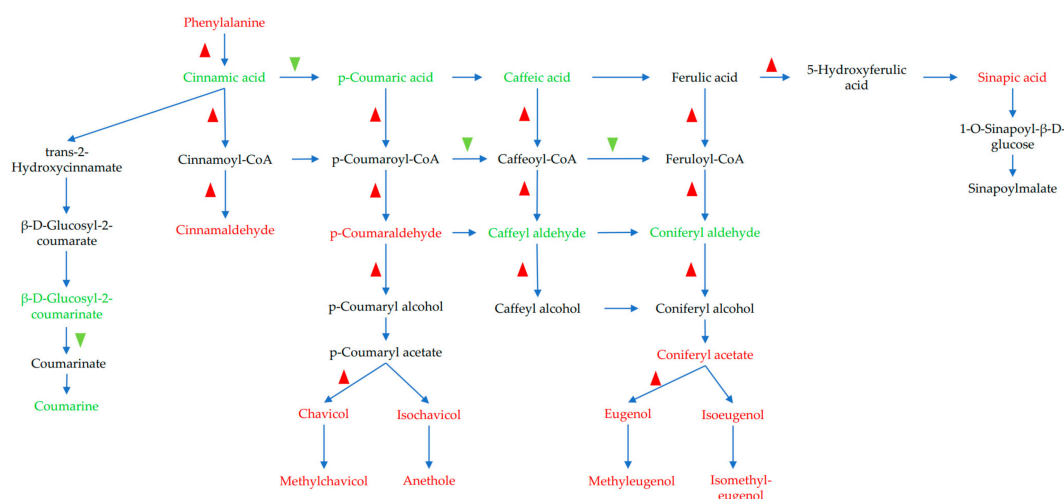 Phenylalanine
Cinnamic acid
p-Coumaric acid
Caffeic acid
Ferulic acid
5-Hydroxyferulic
acid
Sinapic acid
trans-2-
Hydroxycinnamate
Cinnamoyl-CoA
p-Coumaroyl-CoA
Caffeoyl-CoA
Feruloyl-CoA
1-O-Sinapoyl-β-D-
glucose
Sinapoylmalate
β-D-Glucosyl-2-
coumarate
Cinnamaldehyde
p-Coumaraldehyde
Caffeyl aldehyde
Coniferyl aldehyde
β-D-Glucosyl-2-
coumarinate
p-Coumaryl alcohol
Caffeyl alcohol
Coniferyl alcohol
Coumarinate
p-Coumaryl acetate
Coniferyl acetate
Coumarine
Chavicol
Isochavicol
Eugenol
Isoeugenol
Methylchavicol
Anethole
Methyleugenol
Isomethyl-
eugenol